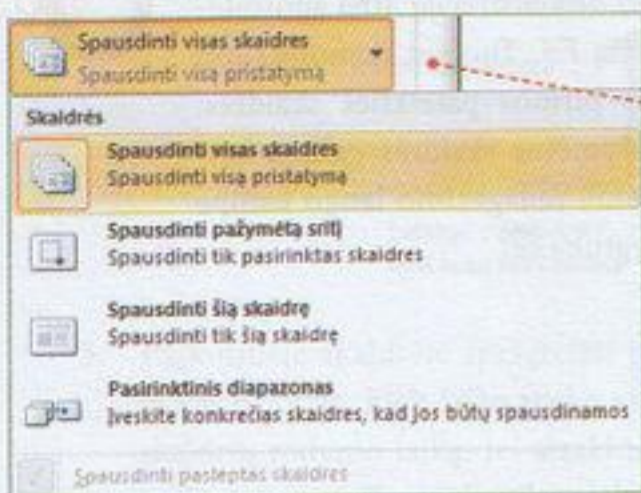 Spausdinti visas skaidres
Spausdinti visą pristatymą
Skaidrės
Spausdinti visas skaidres
Spausdinti visą pristatymą
Spausdinti pažymėtą sritį
Spausdinti tik pasirinktas skaidres
Spausdinti šią skaidrę
Spausdinti tik šią skaidrę
Pasirinktinis diapazonas
Įveskite konkrečias skaidres, kad jos būtų spausdinamos
Spausdinti paslėptas skaidres